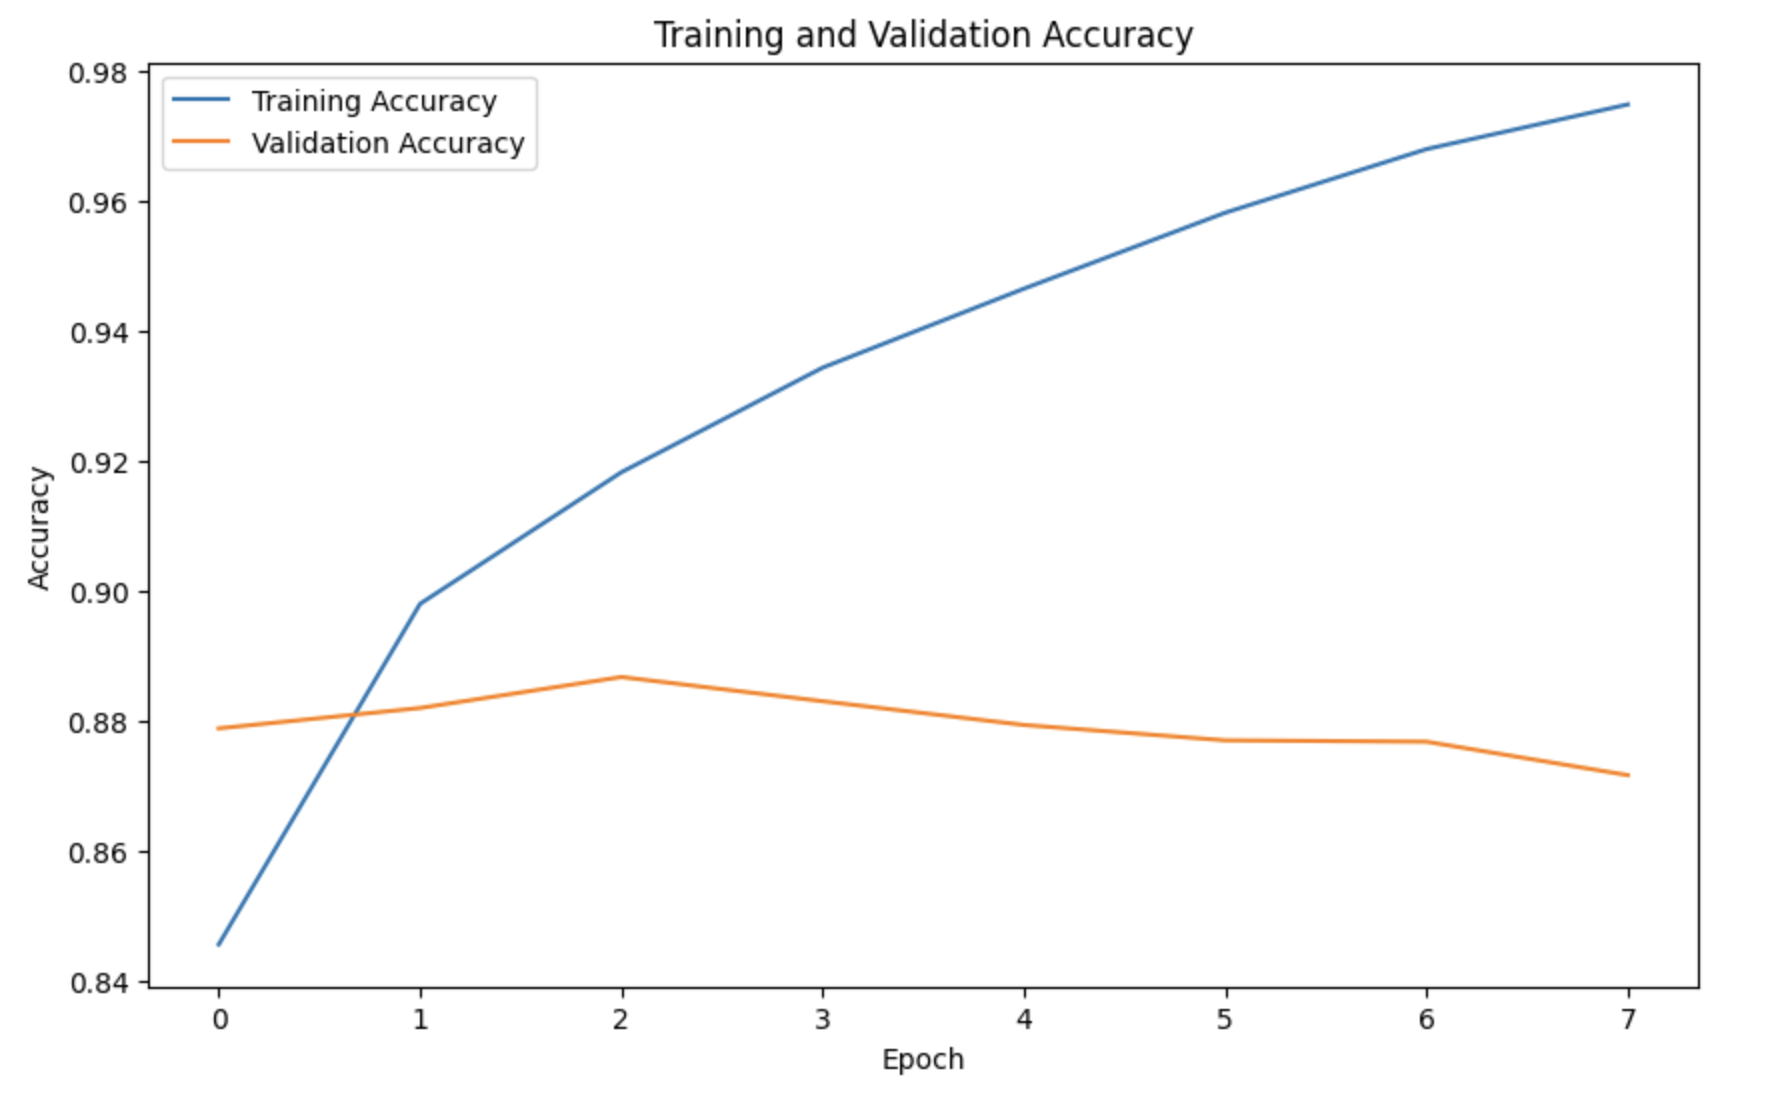 Training and Validation Accuracy
Training Accuracy
Validation Accuracy
0.98
0.96
0.94
0.92
0.90
0.88
0.86
0.84
Accuracy
0 1 2 3 4 5 6 7
Epoch